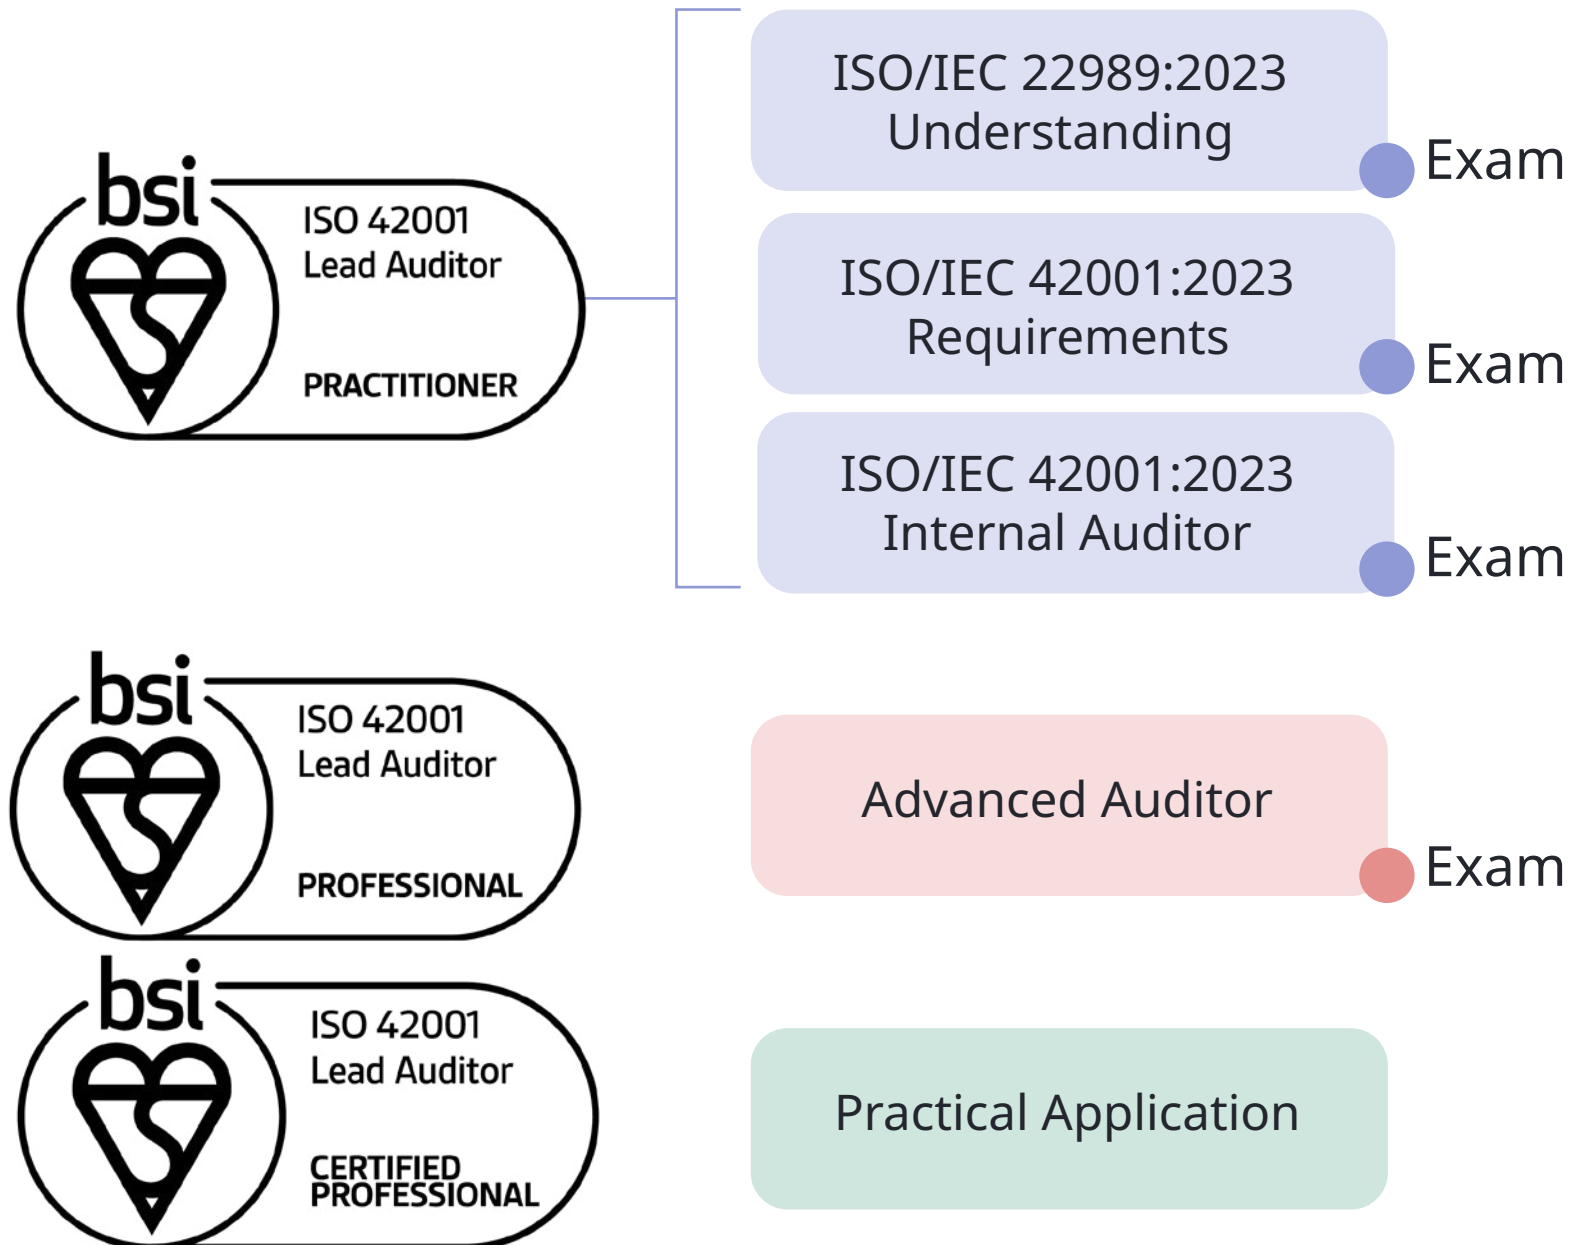 bsi
ISO 42001
Lead Auditor
PRACTITIONER
ISO/IEC 22989:2023
Understanding
Exam
ISO/IEC 42001:2023
Requirements
Exam
ISO/IEC 42001:2023
Internal Auditor
Exam
bsi
ISO 42001
Lead Auditor
PROFESSIONAL
Advanced Auditor
Exam
bsi
ISO 42001
Lead Auditor
CERTIFIED
PROFESSIONAL
Practical Application